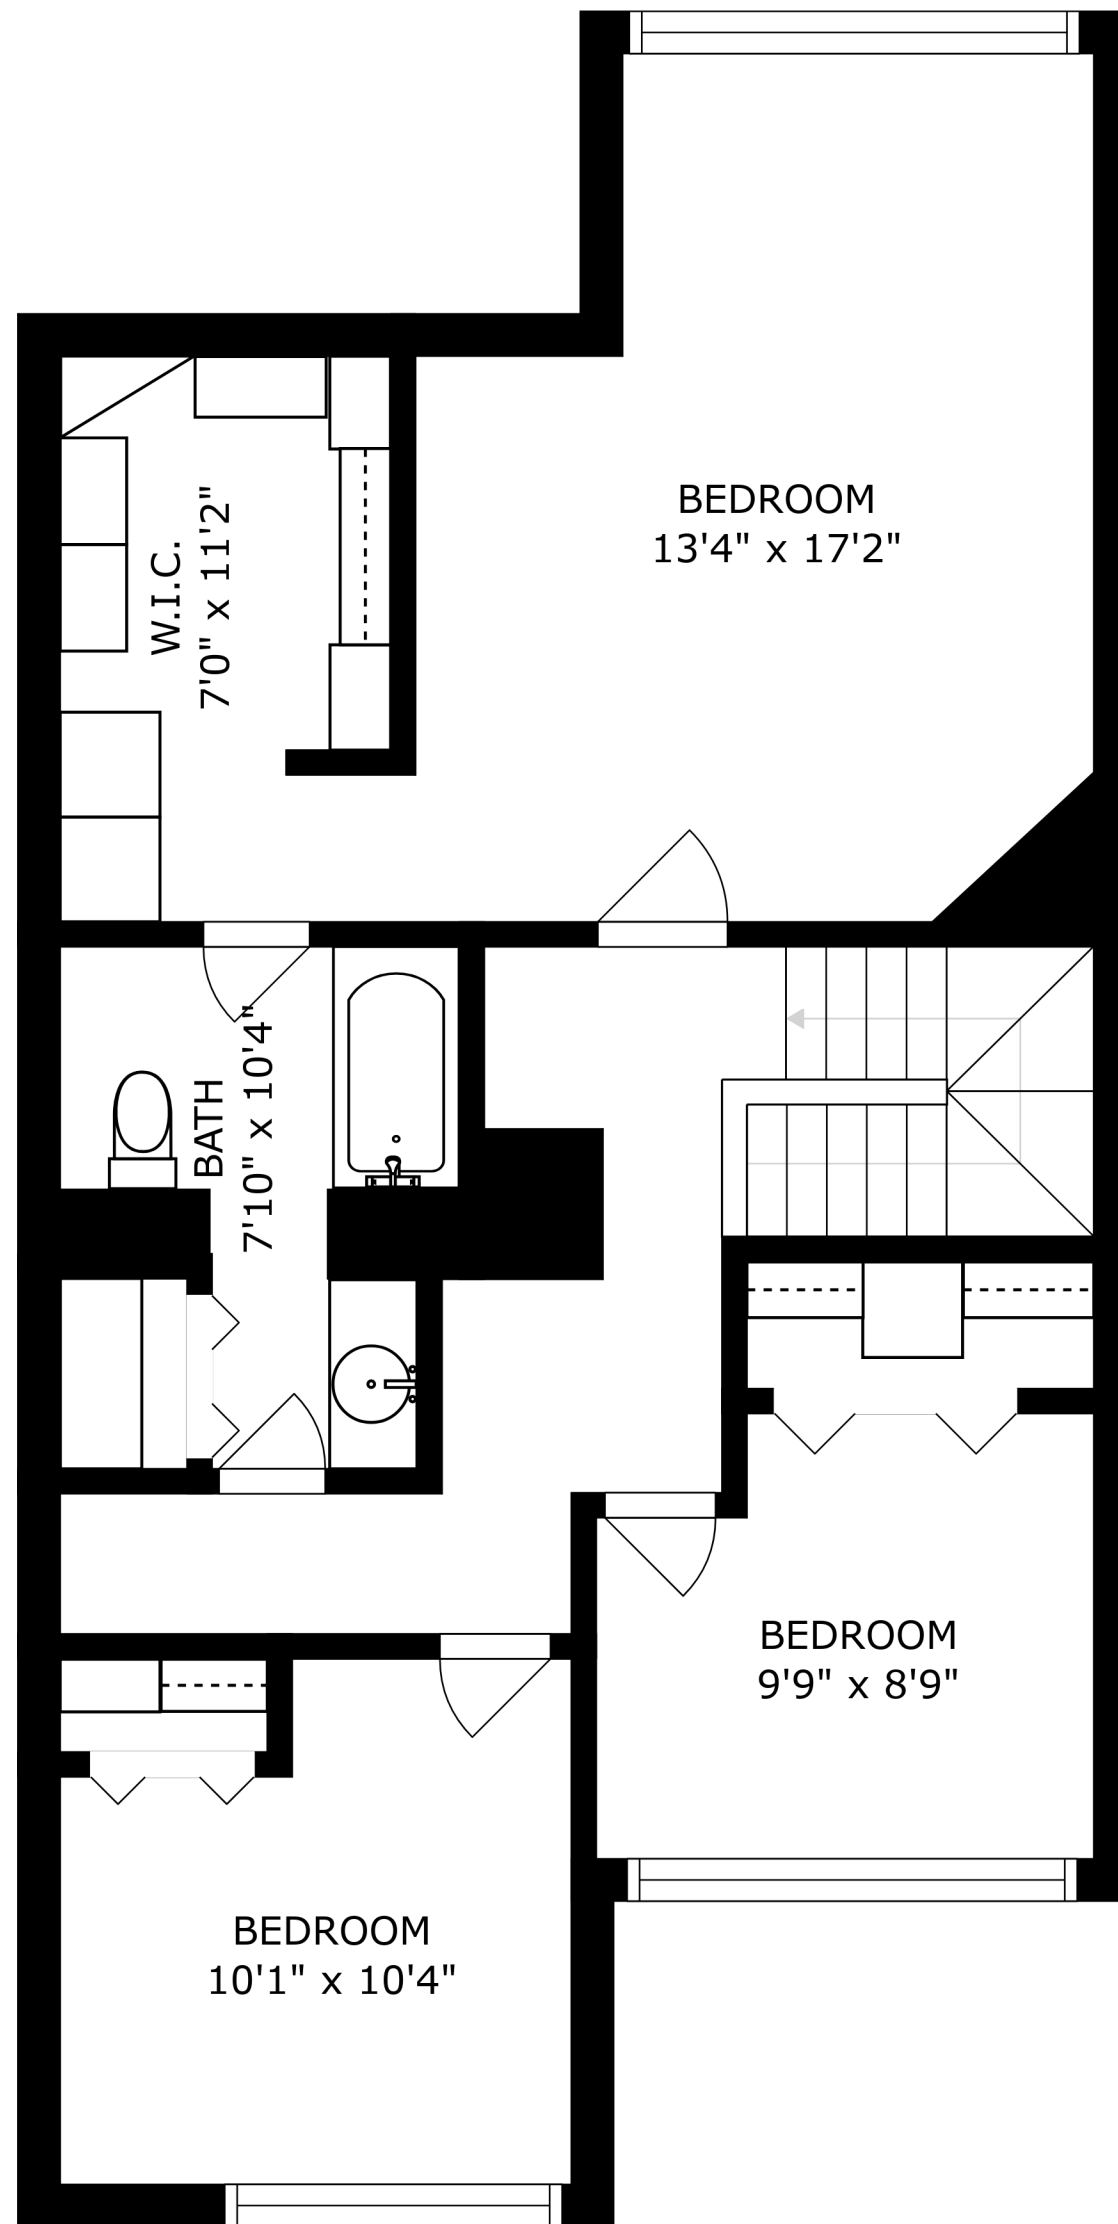 BEDROOM
13'4" x 17'2"
W.I.C.
7'0" x 11'2"
BATH
7'10" x 10'4"
BEDROOM
9'9" x 8'9"
BEDROOM
10'1" x 10'4"